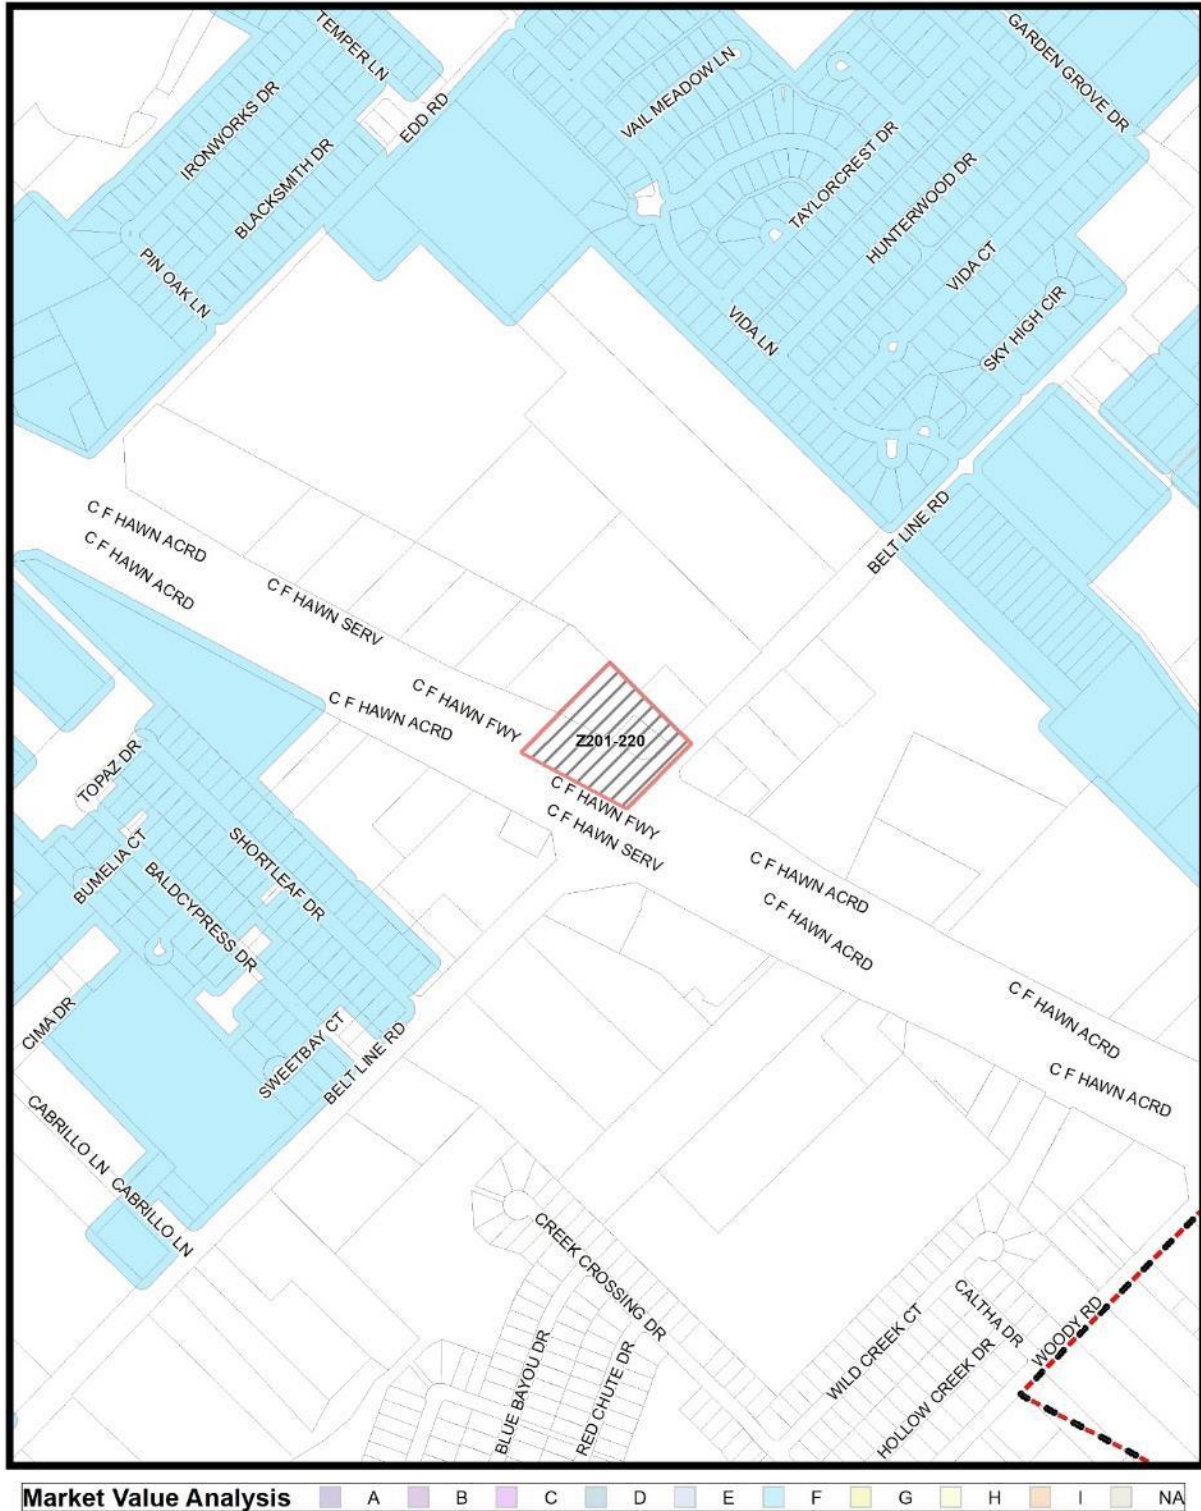 TEMPER LN
GARDEN GROVE DR
VAIL MEADOW LN
IRONWORKS DR
EDD RD
BLACKSMITH DR
TAYLORCREST DR
HUNTERWOOD DR
PIN OAK LN
VIDA CT
VIDA LN
SKY HIGH CIR
BELT LINE RD
C F HAWN ACRD
C F HAWN ACRD
C F HAWN SERV
C F HAWN FWY
C F HAWN ACRD
Z201-220
TOPAZ DR
C F HAWN FWY
C F HAWN SERV
BUMELIA CT
SHORTLEAF DR
BALDCYPRESS DR
C F HAWN ACRD
C F HAWN ACRD
CIMA DR
SWEETBAY CT
BELT LINE RD
C F HAWN ACRD
C F HAWN ACRD
CABRILLO LN
CABRILLO LN
CREEK CROSSING DR
BLUE BAYOU DR
RED CHUTE DR
WILD CREEK CT
CALTHA DR
WOODY RD
HOLLOW CREEK DR
Market Value Analysis A B C D E F G H I NA